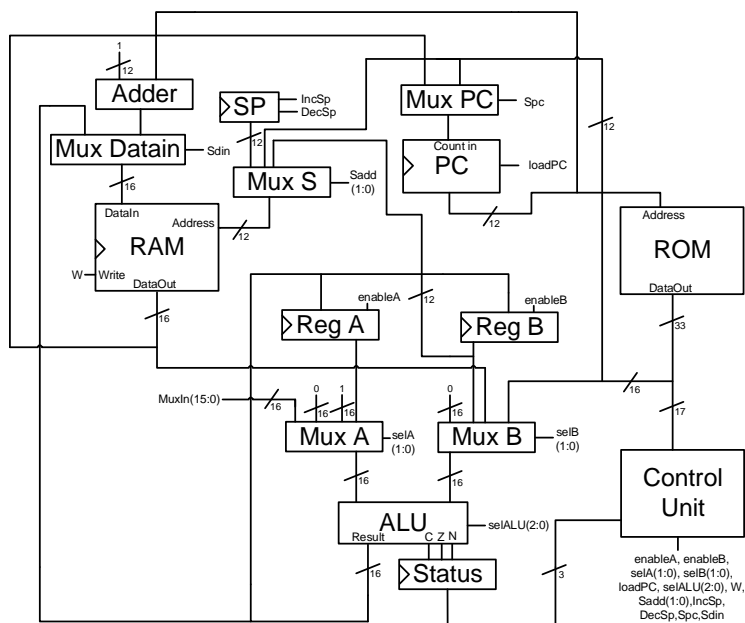 1
12
Adder
SP
IncSp
DecSp
12
Mux PC
Spc
12
Mux Datain
Sdin
16
Mux S
Sadd
(1:0)
Count in
PC
loadPC
12
DataIn
Address
RAM
W
Write
DataOut
12
16
Address
ROM
DataOut
33
enableA
12
enableB
Reg A
Reg B
MuxIn(15:0)
16
0
16
1
16
0
16
16
17
Mux A
selA
(1:0)
Mux B
selB
(1:0)
16
16
Control
Unit
ALU
Result
C Z N
selALU(2:0)
16
Status
3
enableA, enableB,
selA(1:0), selB(1:0),
loadPC, selALU(2:0), W,
Sadd(1:0),IncSp,
DecSp,Spc,Sdin